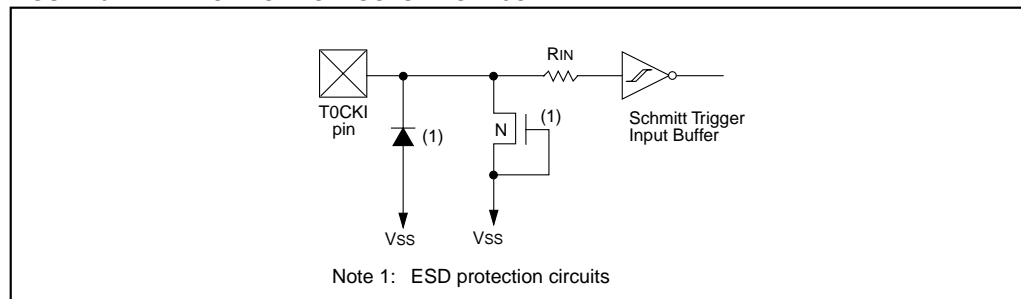 RIN
T0CKI
pin
(1)
N
(1)
Schmitt Trigger
Input Buffer
VSS
VSS
Note 1: ESD protection circuits